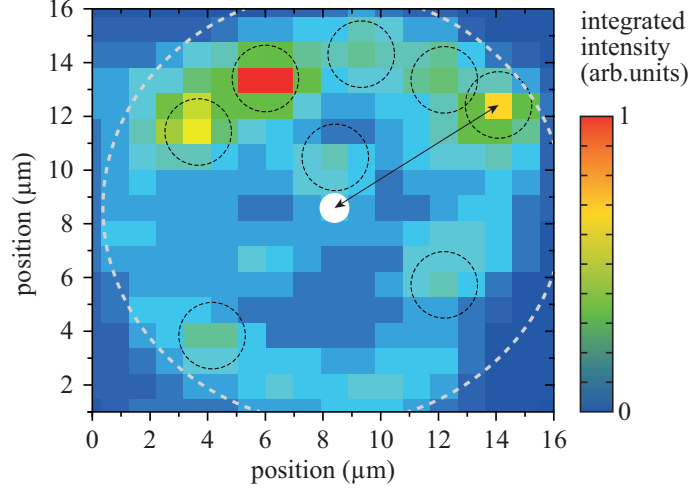 integrated
intensity
(arb.units)
1
0
16
14
12
10
8
6
4
2
position (µm)
0 2 4 6 8 10 12 14 16
position (µm)